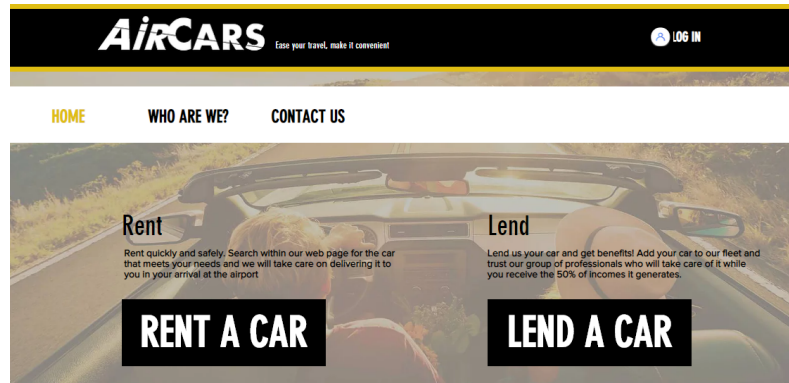 AiRCARS Ease your travel, make it convenient
LOG IN
HOME WHO ARE WE? CONTACT US
Rent
Rent quickly and safely. Search within our web page for the car
that meets your needs and we will take care on delivering it to
you in your arrival at the airport
RENT A CAR
Lend
Lend us your car and get benefits! Add your car to our fleet and
trust our group of professionals who will take care of it while
you receive the 50% of incomes it generates.
LEND A CAR